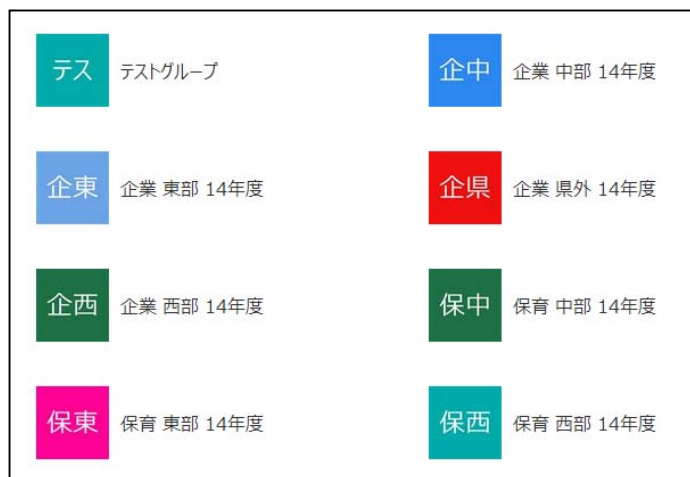 テス テストグループ
企中 企業 中部 14年度
企東 企業 東部 14年度
企県 企業 県外 14年度
企西 企業 西部 14年度
保中 保育 中部 14年度
保東 保育 東部 14年度
保西 保育 西部 14年度